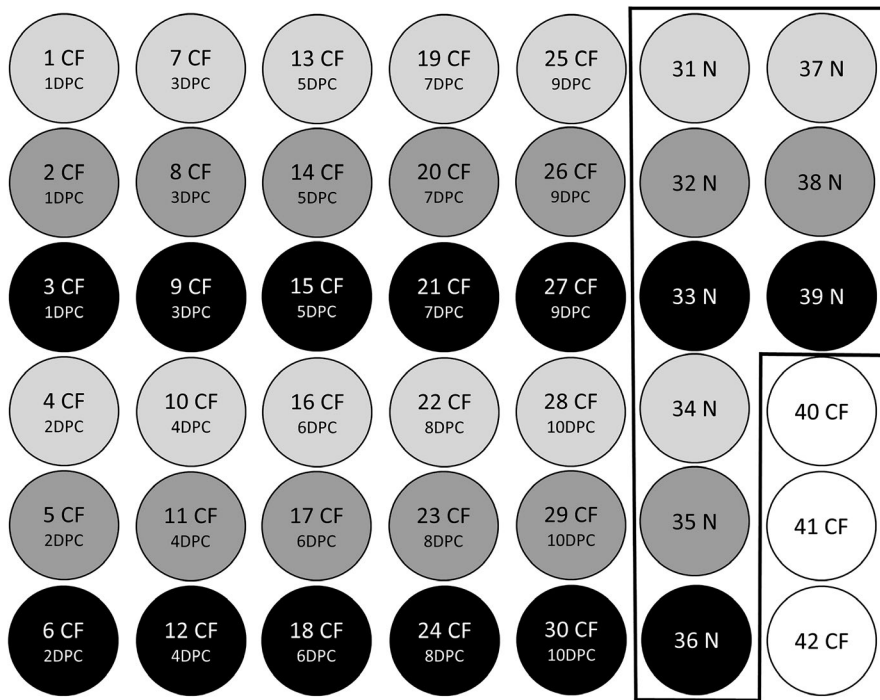 1 CF
1DPC
7 CF
3DPC
13 CF
5DPC
19 CF
7DPC
25 CF
9DPC
31 N
37 N
2 CF
1DPC
8 CF
3DPC
14 CF
5DPC
20 CF
7DPC
26 CF
9DPC
32 N
38 N
3 CF
1DPC
9 CF
3DPC
15 CF
5DPC
21 CF
7DPC
27 CF
9DPC
33 N
39 N
4 CF
2DPC
10 CF
4DPC
16 CF
6DPC
22 CF
8DPC
28 CF
10DPC
34 N
40 CF
5 CF
2DPC
11 CF
4DPC
17 CF
6DPC
23 CF
8DPC
29 CF
10DPC
35 N
41 CF
6 CF
2DPC
12 CF
4DPC
18 CF
6DPC
24 CF
8DPC
30 CF
10DPC
36 N
42 CF